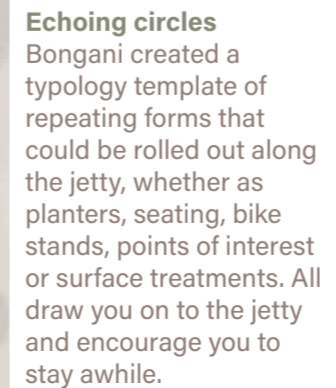 Echoing circles
Bongani created a
typology template of
repeating forms that
could be rolled out along
the jetty, whether as
planters, seating, bike
stands, points of interest
or surface treatments. All
draw you on to the jetty
and encourage you to
stay awhile.